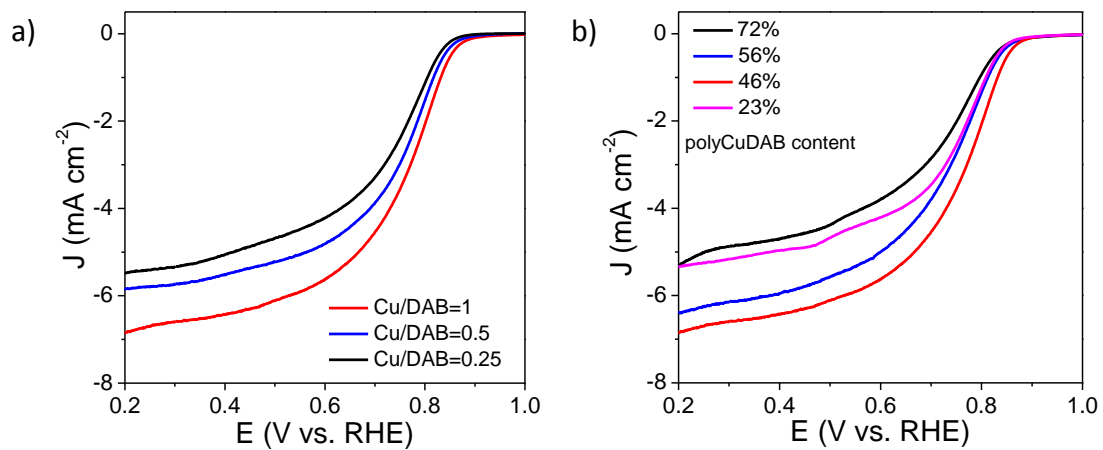 a)
0
-2
-4
-6
-8
J (mA cm-2)
0.2
0.4
0.6
0.8
1.0
E (V vs. RHE)
Cu/DAB=1
Cu/DAB=0.5
Cu/DAB=0.25
b)
0
-2
-4
-6
-8
J (mA cm-2)
0.2
0.4
0.6
0.8
1.0
E (V vs. RHE)
72%
56%
46%
23%
polyCuDAB content